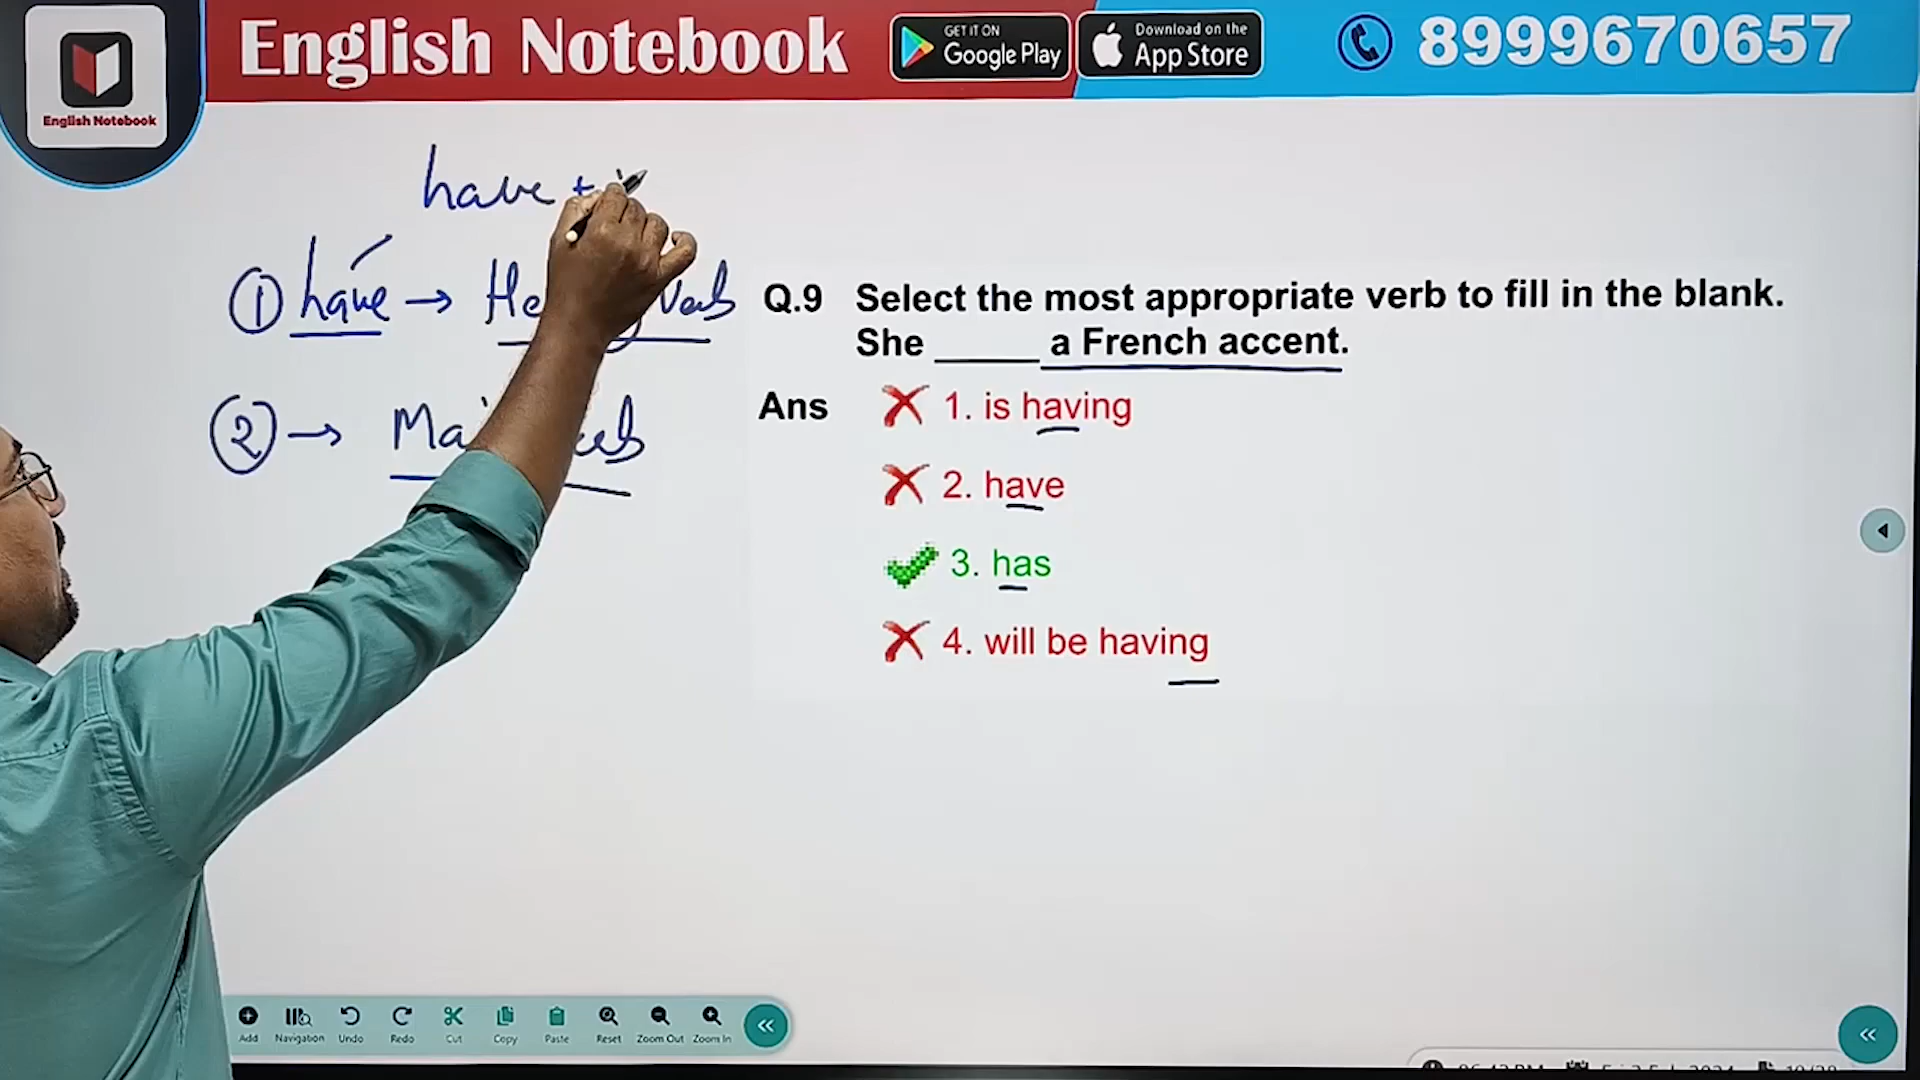 English Notebook
English Notebook
GET IT ON
Google Play
Download on the
App Store
8999670657
have +
① have →
② →
Q.9 Select the most appropriate verb to fill in the blank.
She _____ a French accent.
Ans
1. is having
2. have
3. has
4. will be having
Add Navigation Undo Redo Cut Copy Paste Reset Zoom Out Zoom In